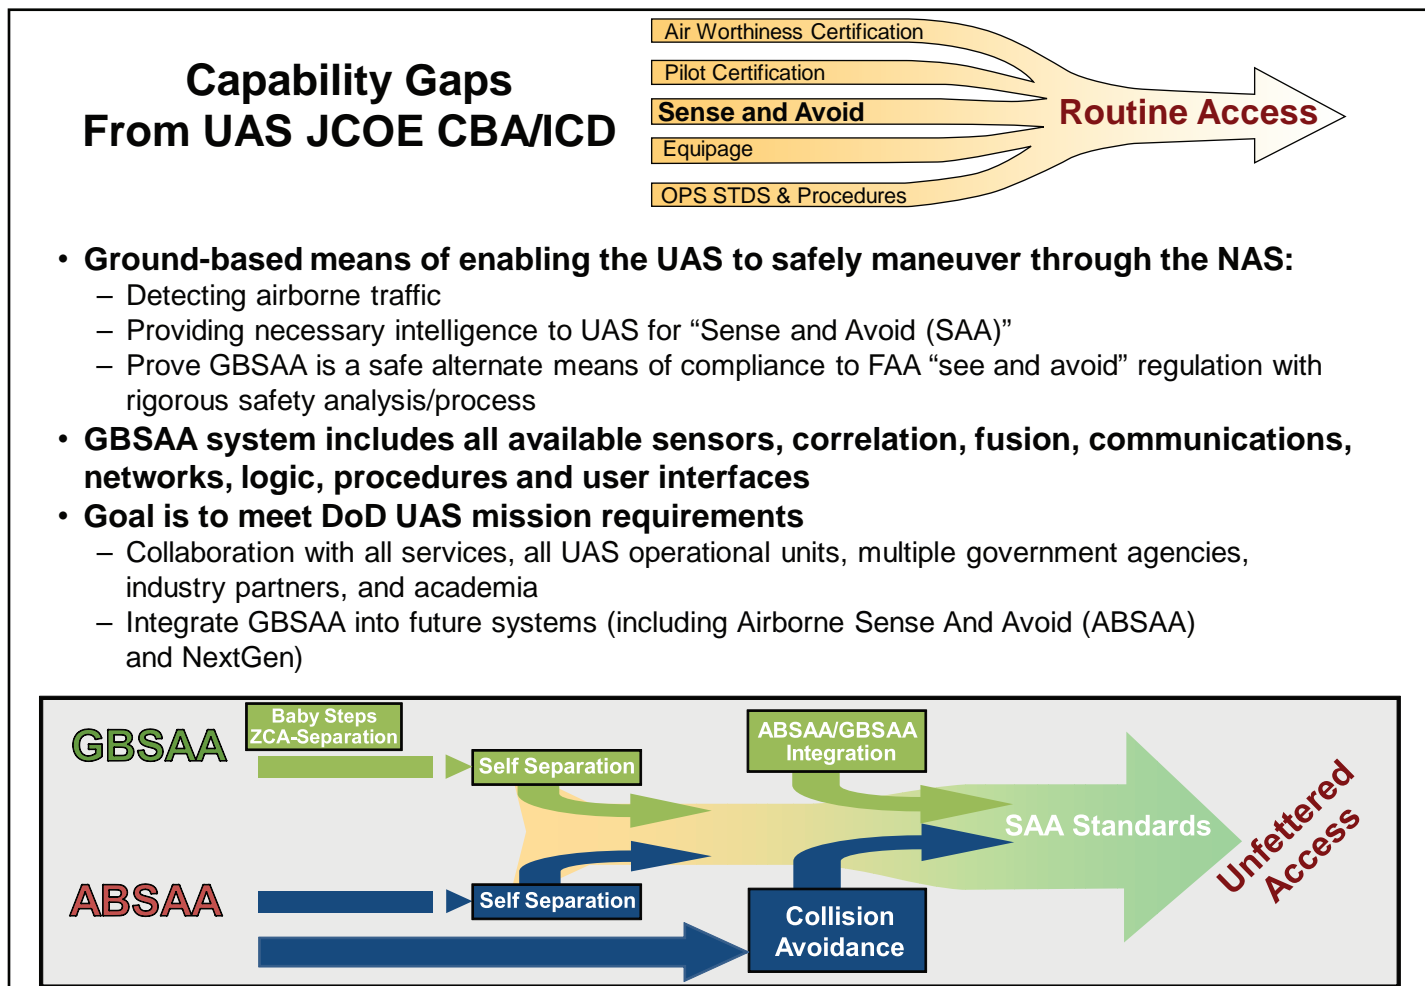 Capability Gaps
From UAS JCOE CBA/ICD
Air Worthiness Certification
Pilot Certification
Sense and Avoid
Equipage
OPS STDS & Procedures
Routine Access
• Ground-based means of enabling the UAS to safely maneuver through the NAS:
– Detecting airborne traffic
– Providing necessary intelligence to UAS for “Sense and Avoid (SAA)”
– Prove GBSAA is a safe alternate means of compliance to FAA “see and avoid” regulation with
rigorous safety analysis/process
• GBSAA system includes all available sensors, correlation, fusion, communications,
networks, logic, procedures and user interfaces
• Goal is to meet DoD UAS mission requirements
– Collaboration with all services, all UAS operational units, multiple government agencies,
industry partners, and academia
– Integrate GBSAA into future systems (including Airborne Sense And Avoid (ABSAA)
and NextGen)
GBSAA
Baby Steps
ZCA-Separation
Self Separation
ABSAA/GBSAA
Integration
SAA Standards
Unfettered
Access
ABSAA
Self Separation
Collision
Avoidance